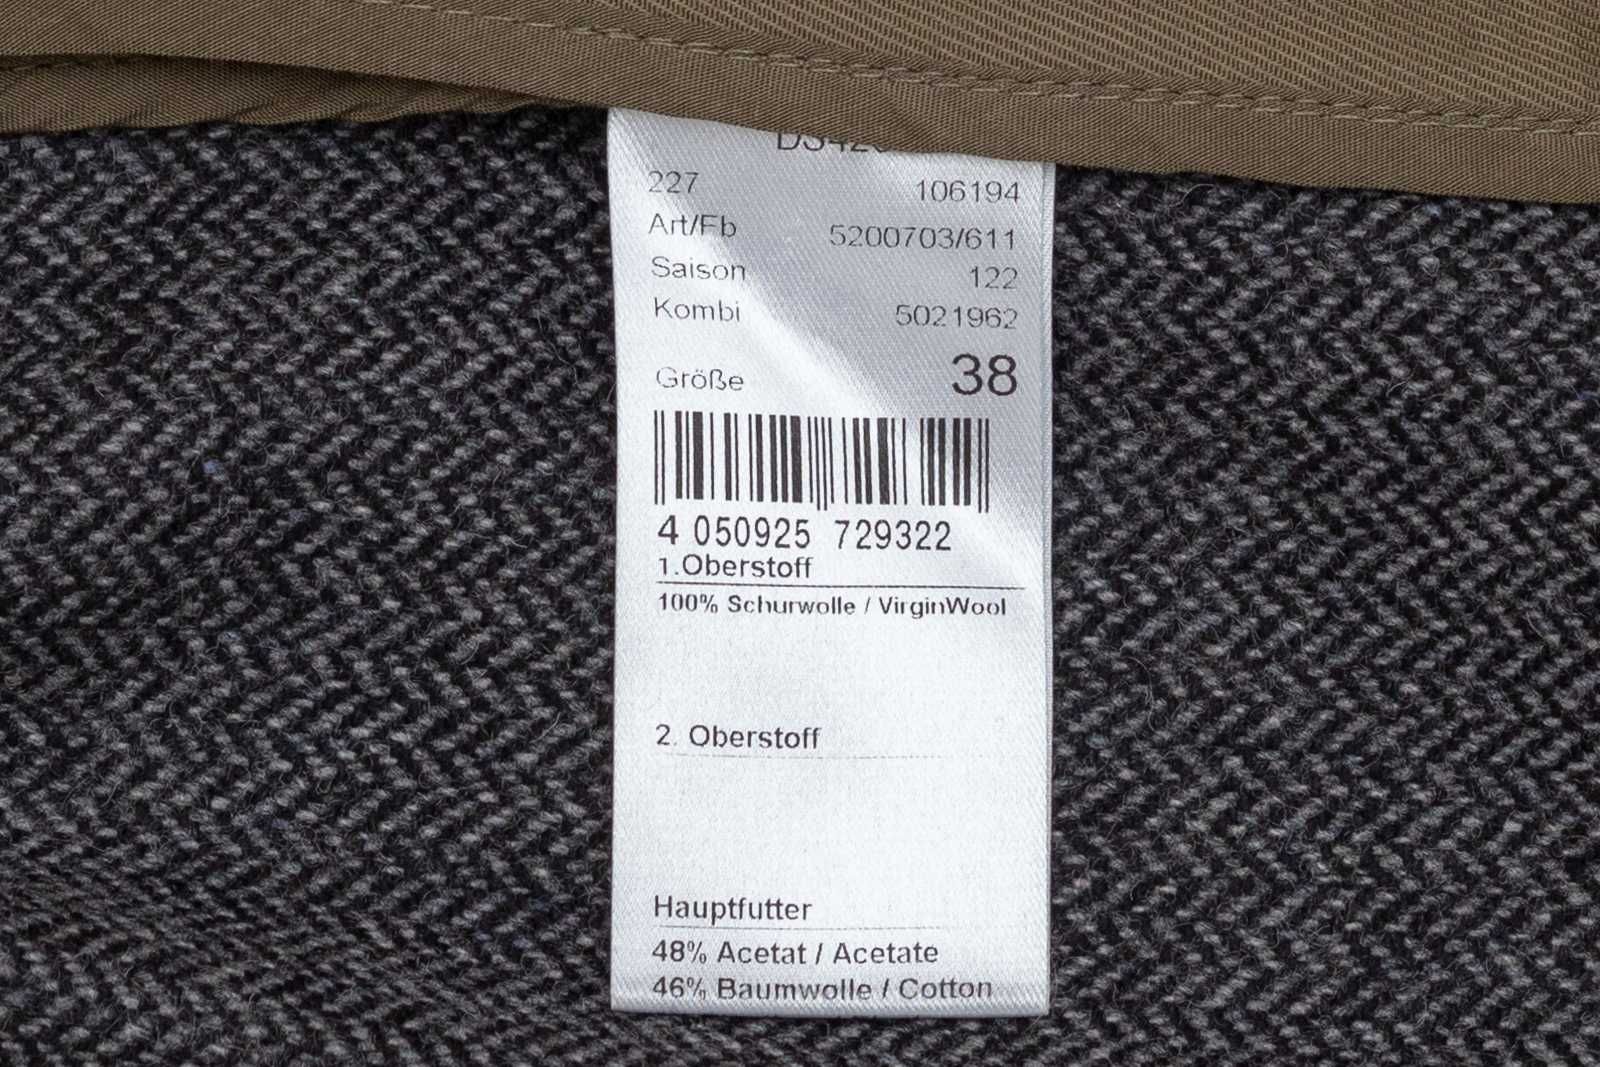 227 106194
Art/Fb 5200703/611
Saison 122
Kombi 5021962
Größe 38
4 050925 729322
1.Oberstoff
100% Schurwolle / VirginWool
2. Oberstoff
Hauptfutter
48% Acetat / Acetate
46% Baumwolle / Cotton